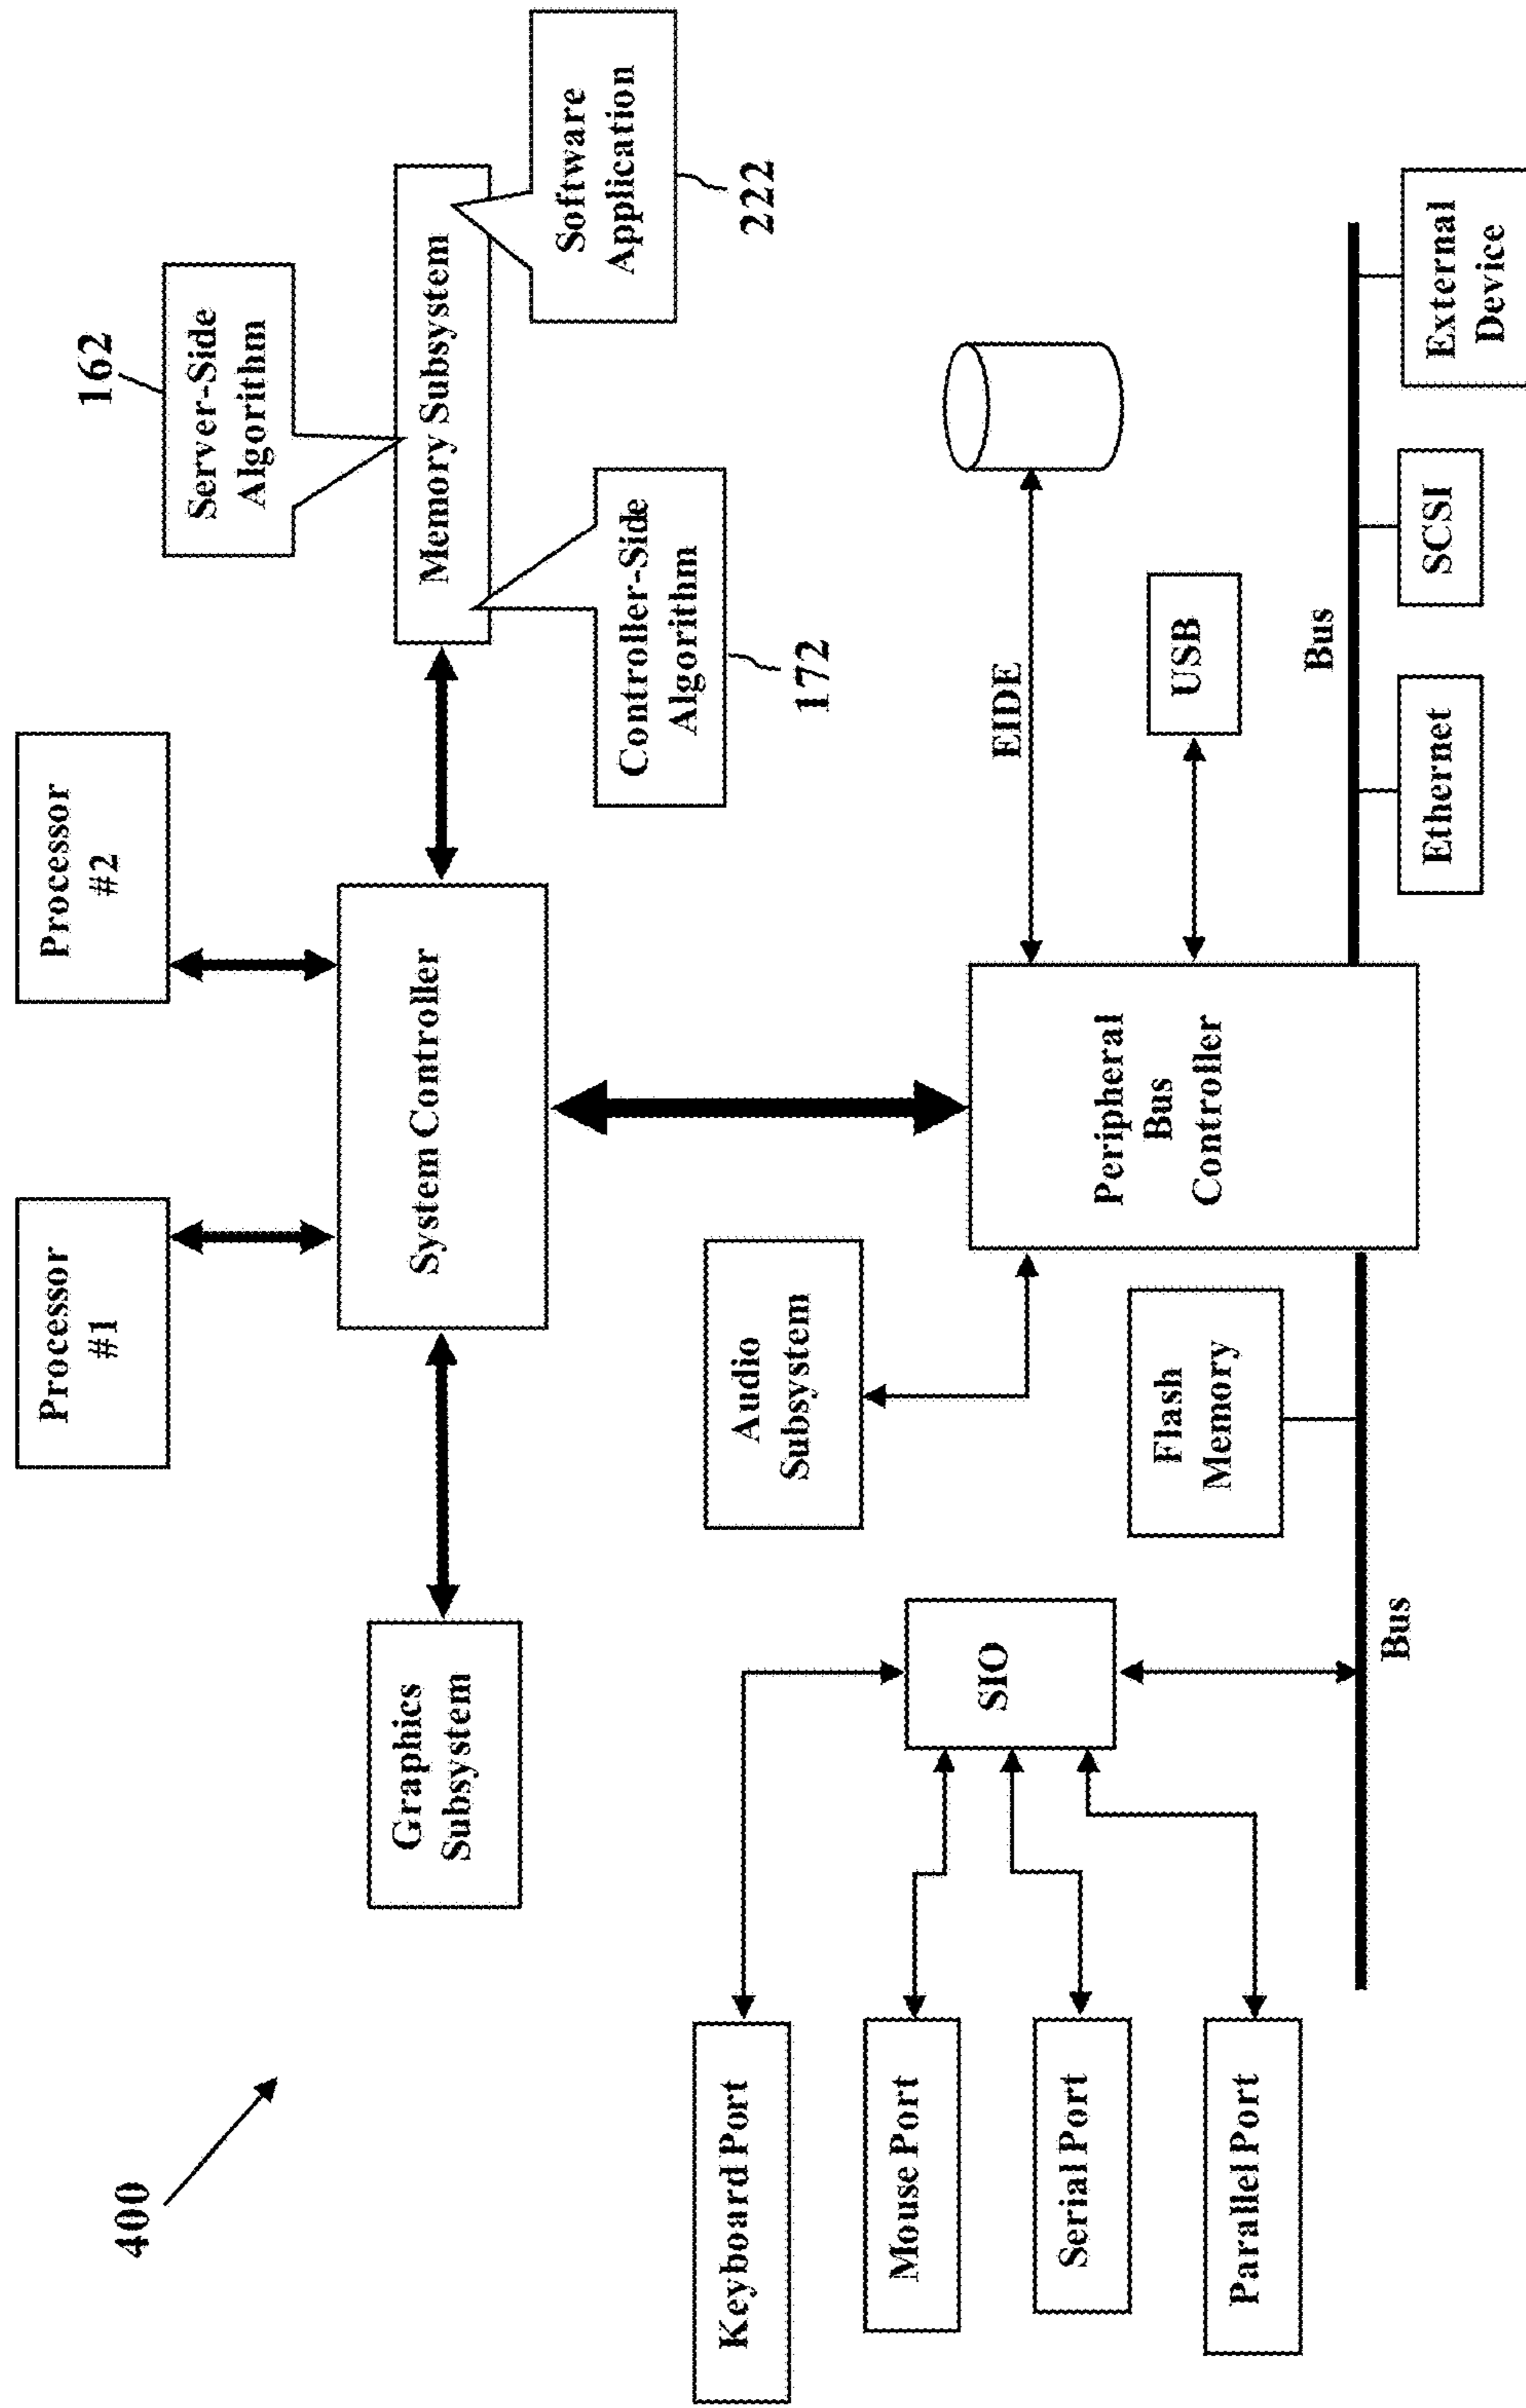 400
Processor
#1
Processor
#2
162
Server-Side
Algorithm
Graphics
Subsystem
System Controller
Memory Subsystem
Controller-Side
Algorithm
172
Software
Application
222
Keyboard Port
Mouse Port
Serial Port
Parallel Port
SIO
Audio
Subsystem
Flash
Memory
Bus
Peripheral
Bus
Controller
EIDE
USB
Bus
Ethernet
SCSI
External
Device